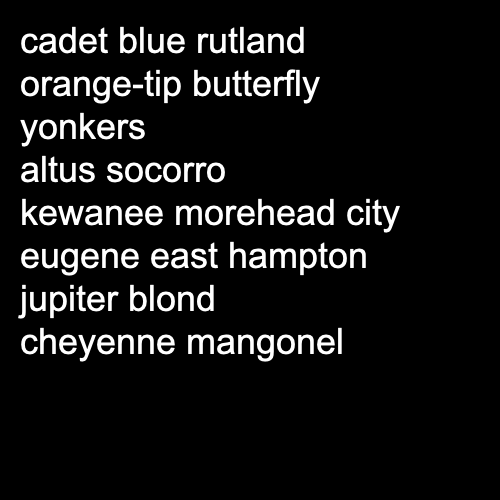 cadet blue rutland
orange-tip butterfly
yonkers
altus socorro
kewanee morehead city
eugene east hampton
jupiter blond
cheyenne mangonel